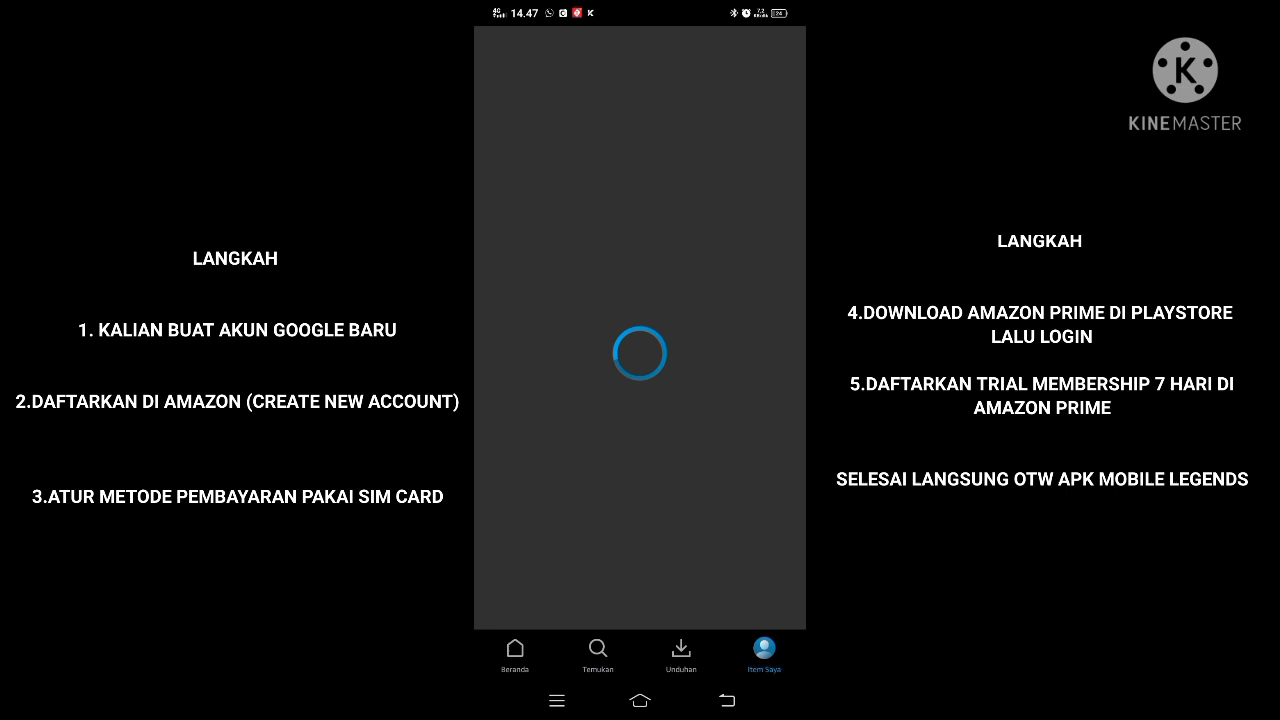 14.47
24
KINEMASTER
LANGKAH
1. KALIAN BUAT AKUN GOOGLE BARU
2.DAFTARKAN DI AMAZON (CREATE NEW ACCOUNT)
3.ATUR METODE PEMBAYARAN PAKAI SIM CARD
LANGKAH
4.DOWNLOAD AMAZON PRIME DI PLAYSTORE
LALU LOGIN
5.DAFTARKAN TRIAL MEMBERSHIP 7 HARI DI
AMAZON PRIME
SELESAI LANGSUNG OTW APK MOBILE LEGENDS
Beranda
Temukan
Unduhan
Item Saya